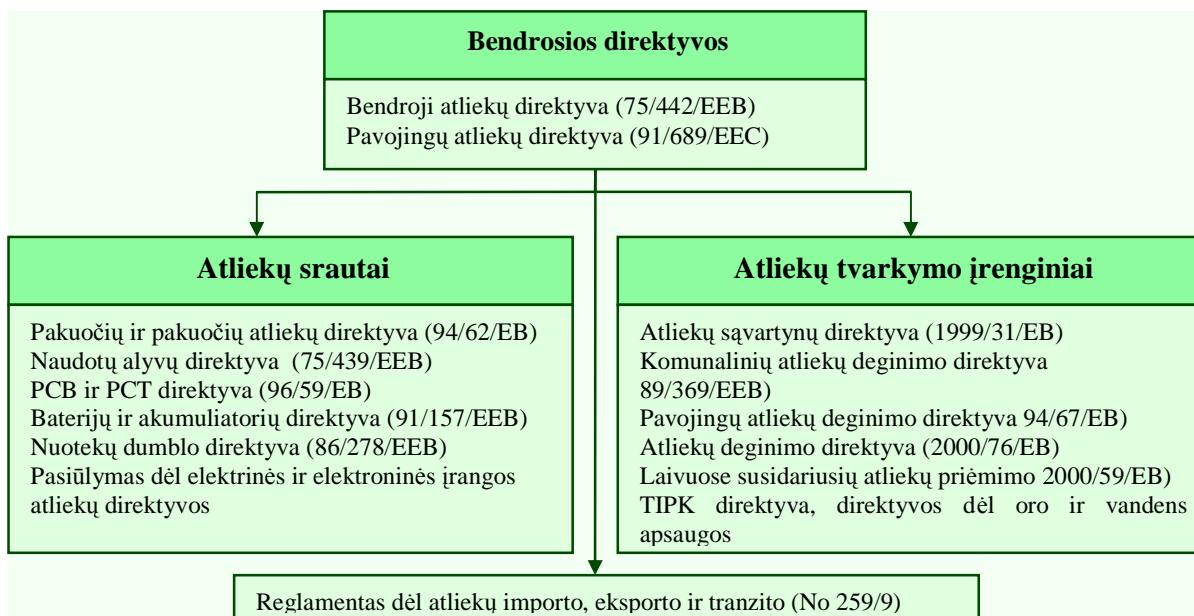 Bendrosios direktyvos
Bendroji atliekų direktyva (75/442/EEB)
Pavojingų atliekų direktyva (91/689/EEC)
Atliekų srautai
Pakuočių ir pakuočių atliekų direktyva (94/62/EB)
Naudotų alyvų direktyva (75/439/EEB)
PCB ir PCT direktyva (96/59/EB)
Baterijų ir akumuliatorių direktyva (91/157/EEB)
Nuotekų dumblo direktyva (86/278/EEB)
Pasiūlymas dėl elektrinės ir elektroninės įrangos
atliekų direktyvos
Atliekų tvarkymo įrenginiai
Atliekų sąvartynų direktyva (1999/31/EB)
Komunalinių atliekų deginimo direktyva
89/369/EEB)
Pavojingų atliekų deginimo direktyva 94/67/EB)
Atliekų deginimo direktyva (2000/76/EB)
Laivuose susidariusių atliekų priėmimo 2000/59/EB)
TIPK direktyva, direktyvos dėl oro ir vandens
apsaugos
Reglamentas dėl atliekų importo, eksporto ir tranzito (No 259/9)